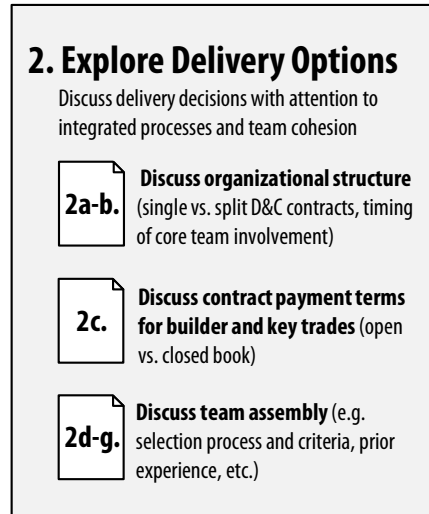 2. Explore Delivery Options
Discuss delivery decisions with attention to
integrated processes and team cohesion
2a-b.
Discuss organizational structure
(single vs. split D&C contracts, timing
of core team involvement)
2c.
Discuss contract payment terms
for builder and key trades (open
vs. closed book)
2d-g.
Discuss team assembly (e.g.
selection process and criteria, prior
experience, etc.)